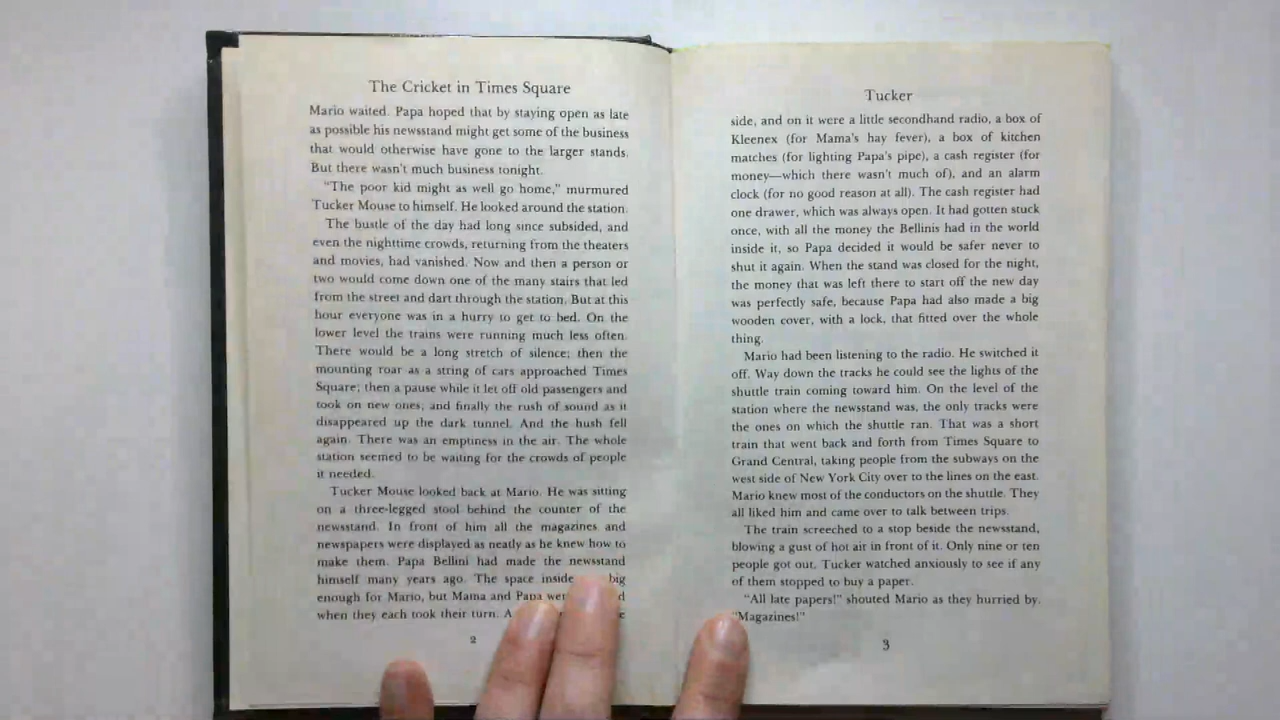 The Cricket in Times Square
Mario waited. Papa hoped that by staying open as late
as possible his newsstand might get some of the business
that would otherwise have gone to the larger stands.
But there wasn't much business tonight.
"The poor kid might as well go home," murmured
Tucker Mouse to himself. He looked around the station.
The bustle of the day had long since subsided, and
even the nighttime crowds, returning from the theaters
and movies, had vanished. Now and then a person or
two would come down one of the many stairs that led
from the street and dart through the station. But at this
hour everyone was in a hurry to get to bed. On the
lower level the trains were running much less often.
There would be a long stretch of silence; then the
mounting roar as a string of cars approached Times
Square; then a pause while it let off old passengers and
took on new ones; and finally the rush of sound as it
disappeared up the dark tunnel. And the hush fell
again. There was an emptiness in the air. The whole
station seemed to be waiting for the crowds of people
it needed.
Tucker Mouse looked back at Mario. He was sitting
on a three-legged stool behind the counter of the
newsstand. In front of him all the magazines and
newspapers were displayed as neatly as he knew how to
make them. Papa Bellini had made the newsstand
himself many years ago. The space inside big
enough for Mario, but Mama and Papa
when they each took their turn. A
2
Tucker
side, and on it were a little secondhand radio, a box of
Kleenex (for Mama's hay fever), a box of kitchen
matches (for lighting Papa's pipe), a cash register (for
money—which there wasn't much of), and an alarm
clock (for no good reason at all). The cash register had
one drawer, which was always open. It had gotten stuck
once, with all the money the Bellinis had in the world
inside it, so Papa decided it would be safer never to
shut it again. When the stand was closed for the night,
the money that was left there to start off the new day
was perfectly safe, because Papa had also made a big
wooden cover, with a lock, that fitted over the whole
thing.
Mario had been listening to the radio. He switched it
off. Way down the tracks he could see the lights of the
shuttle train coming toward him. On the level of the
station where the newsstand was, the only tracks were
the ones on which the shuttle ran. That was a short
train that went back and forth from Times Square to
Grand Central, taking people from the subways on the
west side of New York City over to the lines on the east.
Mario knew most of the conductors on the shuttle. They
all liked him and came over to talk between trips.
The train screeched to a stop beside the newsstand,
blowing a gust of hot air in front of it. Only nine or ten
people got out. Tucker watched anxiously to see if any
of them stopped to buy a paper.
"All late papers!" shouted Mario as they hurried by.
"Magazines!"
3